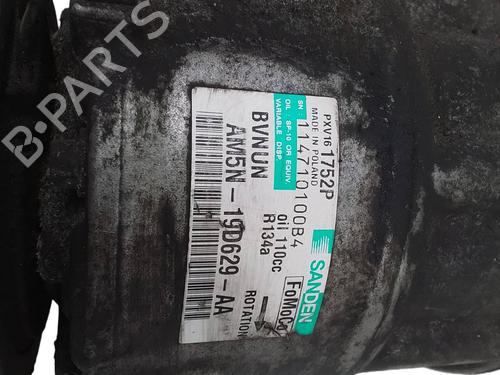 PXV16 1752P
MADE IN POLAND
SN: 114710100B4
OIL: SP-10 OR EQUIV.
VARIABLE DISP.
SANDEN
BVNUN
AM5N-19D629-AA
oil 110cc
R134a
FoMoCo
ROTATION
B-PARTS